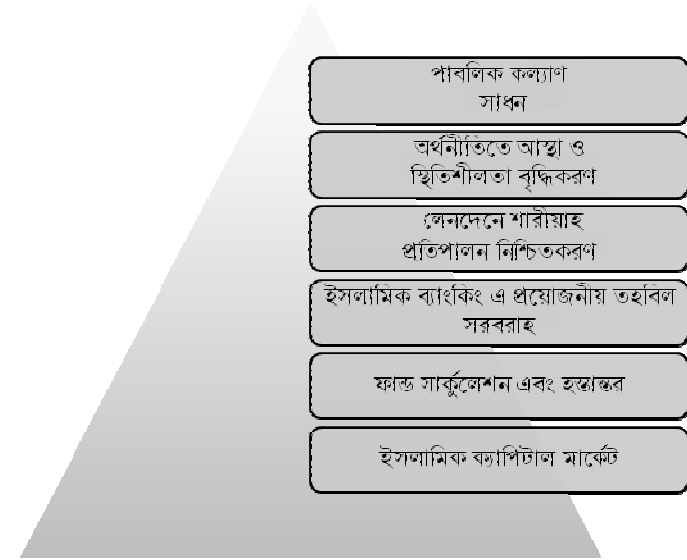 পাবলিক কল্যাণ
সাধন
অর্থনীতিতে আস্থা ও
স্থিতিশীলতা বৃদ্ধিকরণ
লেনদেনে শারীয়াহ
প্রতিপালন নিশ্চিতকরণ
ইসলামিক ব্যাংকিং এ প্রয়োজনীয় তহবিল
সরবরাহ
ফান্ড সার্কুলেশন এবং হস্তান্তর
ইসলামিক ক্যাপিটাল মার্কেট